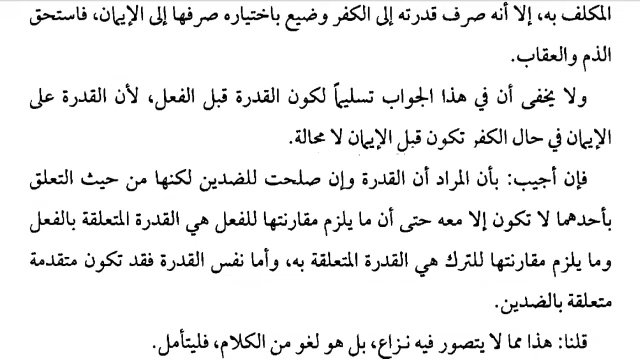 المكلف به، إلا أنه صرف قدرته إلى الكفر وضيع باختياره صرفها إلى الإيمان، فاستحق
الذم والعقاب.
ولا يخفى أن في هذا الجواب تسليماً لكون القدرة قبل الفعل، لأن القدرة على
الإيمان في حال الكفر تكون قبل الإيمان لا محالة.
فإن أجيب: بأن المراد أن القدرة وإن صلحت للضدين لكنها من حيث التعلق
بأحدهما لا تكون إلا معه حتى أن ما يلزم مقارنتها للفعل هي القدرة المتعلقة بالفعل
وما يلزم مقارنتها للترك هي القدرة المتعلقة به، وأما نفس القدرة فقد تكون متقدمة
متعلقة بالضدين.
قلنا: هذا مما لا يتصور فيه نزاع، بل هو لغو من الكلام، فليتأمل.